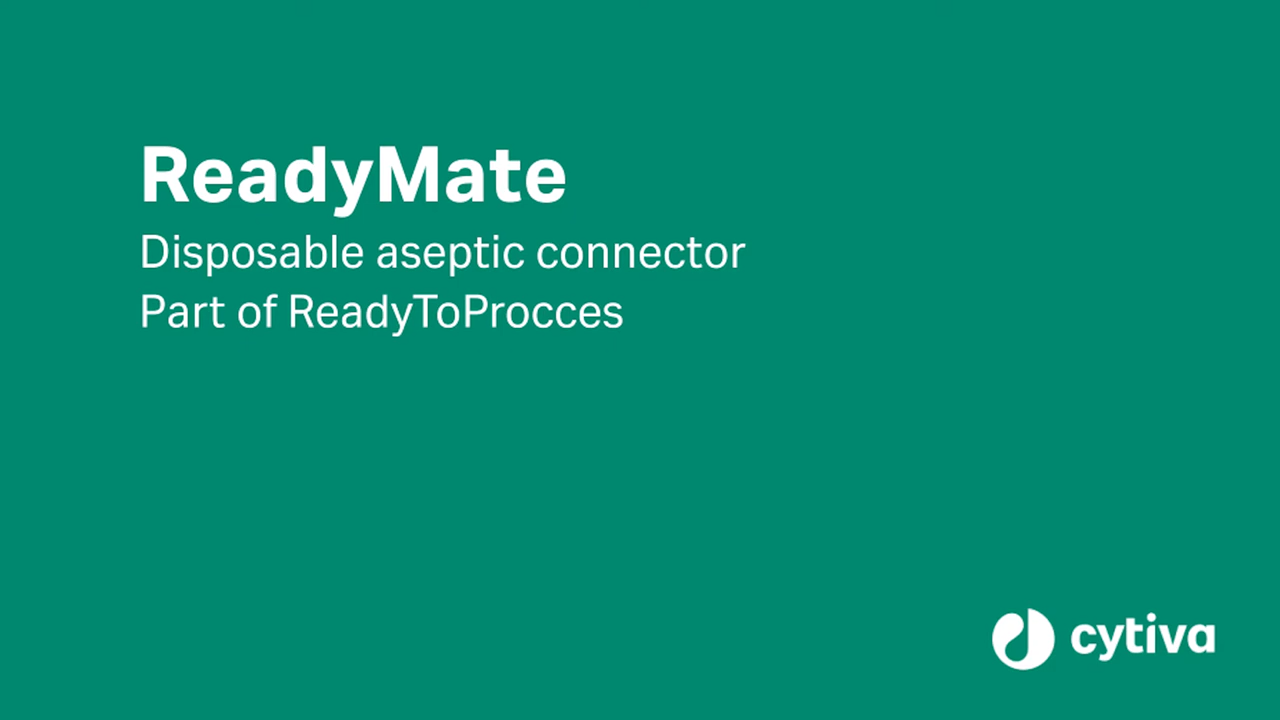 ReadyMate
Disposable aseptic connector
Part of ReadyToProcces
cytiva